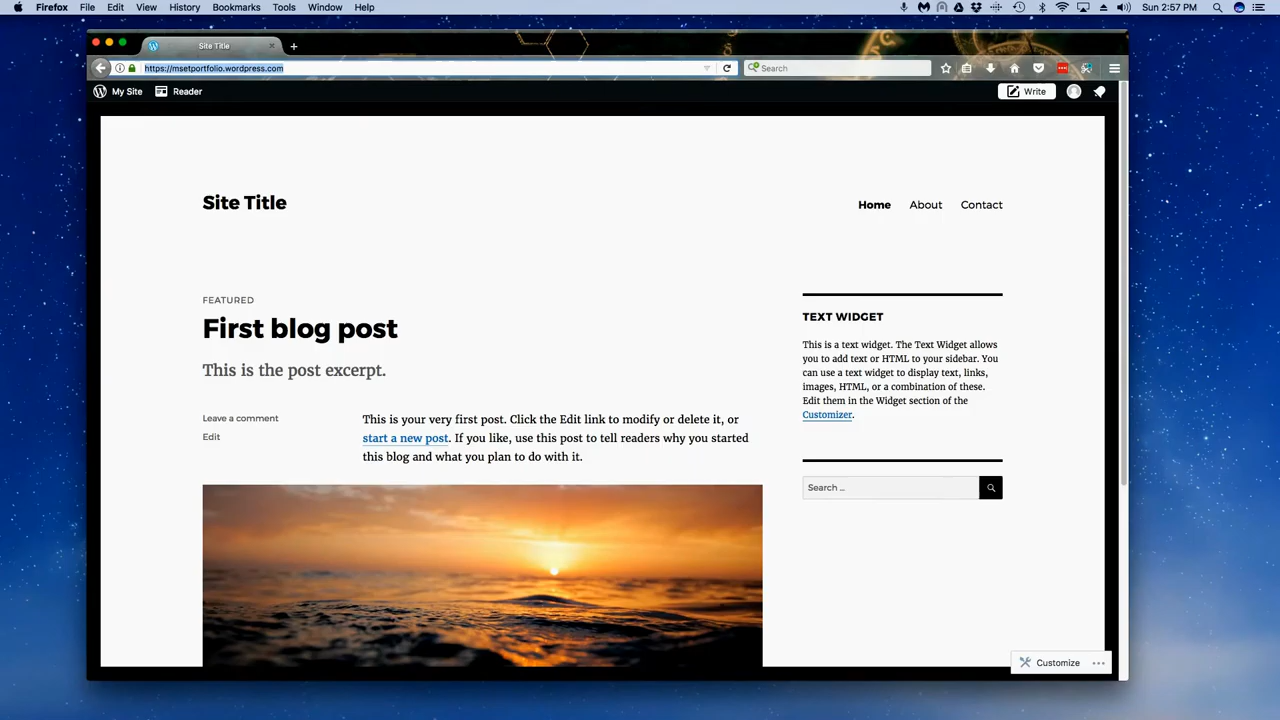 Firefox File Edit View History Bookmarks Tools Window Help Sun 2:57 PM
Site Title
https://msetportfolio.wordpress.com Search
My Site Reader Write
Site Title
Home About Contact
FEATURED
First blog post
This is the post excerpt.
Leave a comment
Edit
This is your very first post. Click the Edit link to modify or delete it, or
start a new post. If you like, use this post to tell readers why you started
this blog and what you plan to do with it.
TEXT WIDGET
This is a text widget. The Text Widget allows
you to add text or HTML to your sidebar. You
can use a text widget to display text, links,
images, HTML, or a combination of these.
Edit them in the Widget section of the
Customizer.
Search ...
Customize